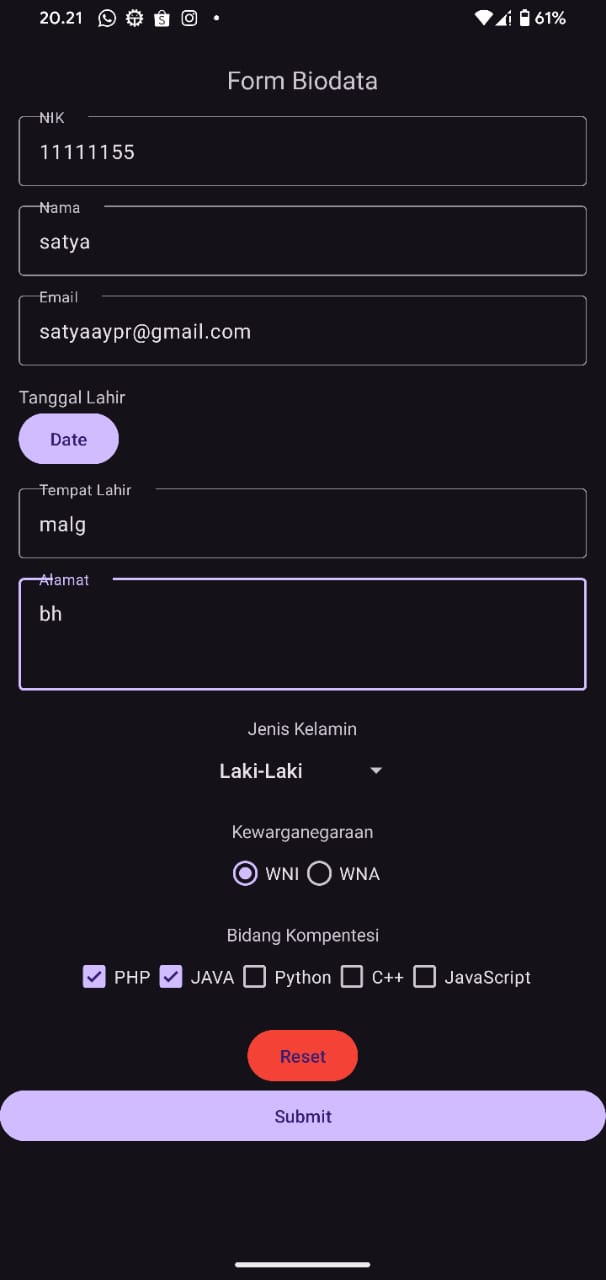 20.21 61%
Form Biodata
NIK
11111155
Nama
satya
Email
satyaaypr@gmail.com
Tanggal Lahir
Date
Tempat Lahir
malg
Alamat
bh
Jenis Kelamin
Laki-Laki
Kewarganegaraan
WNI WNA
Bidang Kompentesi
PHP JAVA Python C++ JavaScript
Reset
Submit